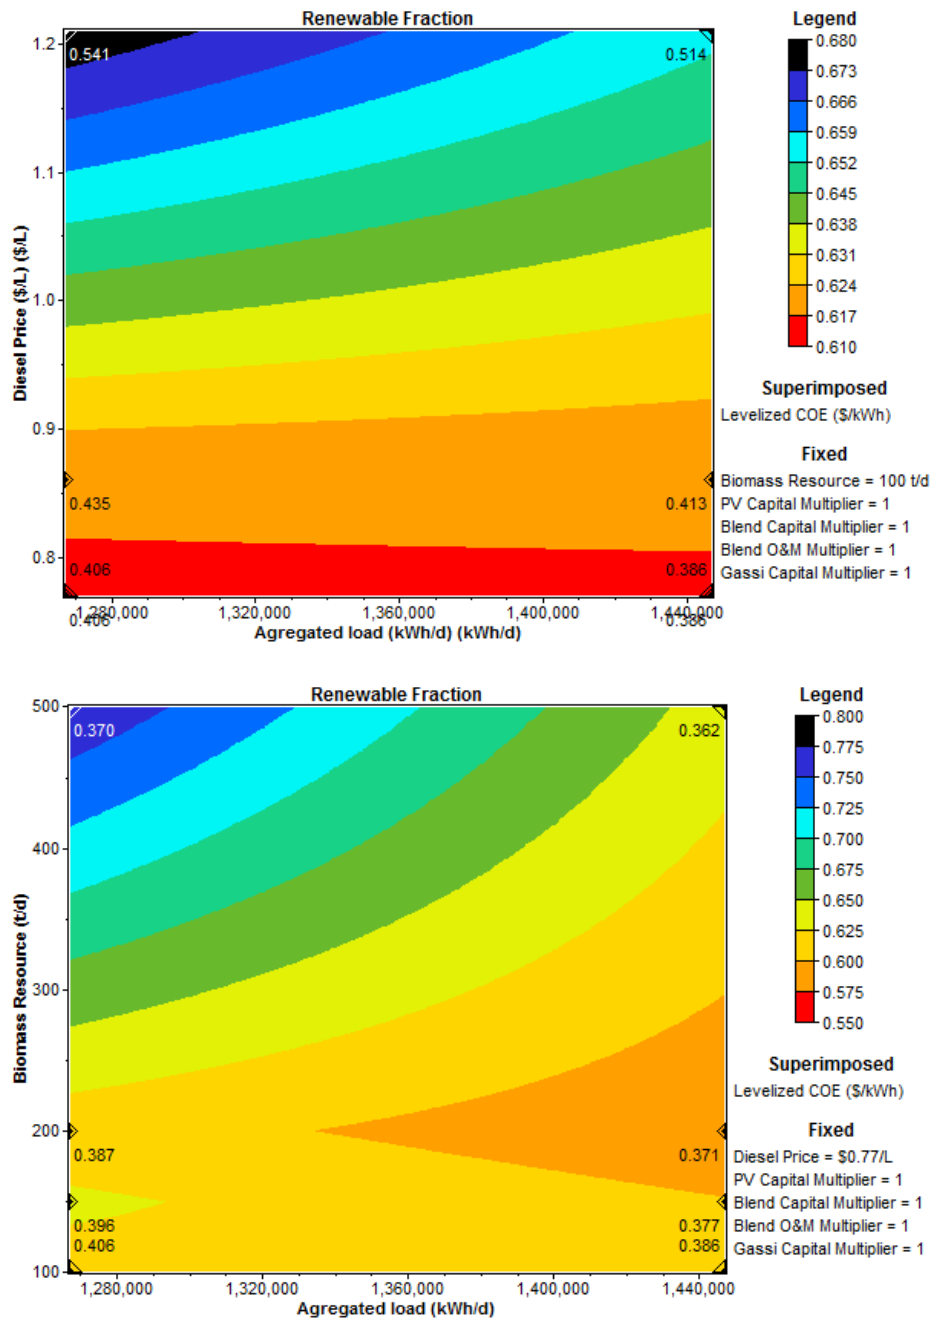 Renewable Fraction
Legend
1.2
1.1
1.0
0.9
0.8
Diesel Price ($/L) ($/L)
0.541
0.514
0.435
0.413
0.406
0.386
0.406
0.386
1,280,000
1,320,000
1,360,000
1,400,000
1,440,000
Agregated load (kWh/d) (kWh/d)
0.680
0.673
0.666
0.659
0.652
0.645
0.638
0.631
0.624
0.617
0.610
Superimposed
Levelized COE ($/kWh)
Fixed
Biomass Resource = 100 t/d
PV Capital Multiplier = 1
Blend Capital Multiplier = 1
Blend O&M Multiplier = 1
Gassi Capital Multiplier = 1
Renewable Fraction
Legend
500
400
300
200
100
Biomass Resource (t/d)
0.370
0.362
0.387
0.371
0.396
0.377
0.406
0.386
1,280,000
1,320,000
1,360,000
1,400,000
1,440,000
Agregated load (kWh/d)
0.800
0.775
0.750
0.725
0.700
0.675
0.650
0.625
0.600
0.575
0.550
Superimposed
Levelized COE ($/kWh)
Fixed
Diesel Price = $0.77/L
PV Capital Multiplier = 1
Blend Capital Multiplier = 1
Blend O&M Multiplier = 1
Gassi Capital Multiplier = 1